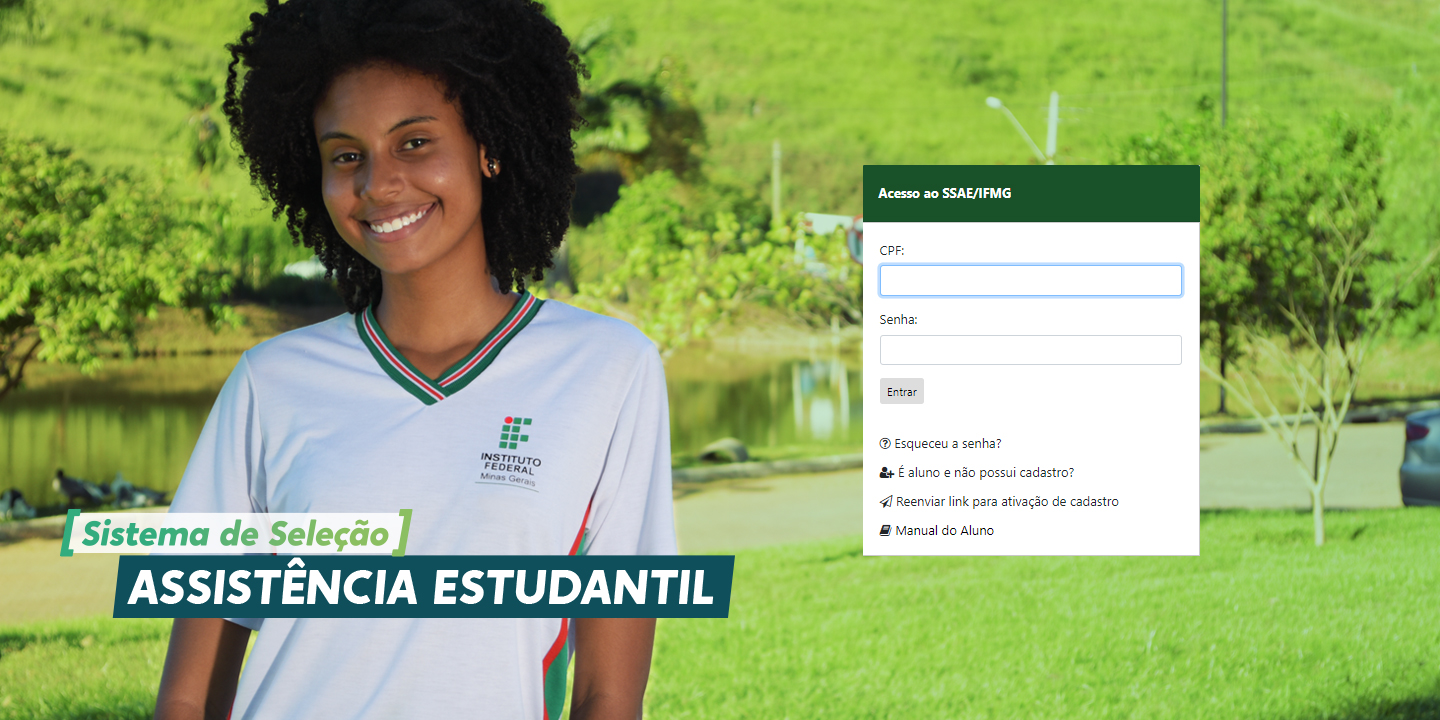 INSTITUTO
FEDERAL
Minas Gerais
Sistema de Seleção
ASSISTÊNCIA ESTUDANTIL
Acesso ao SSAE/IFMG
CPF:
Senha:
Entrar
Esqueceu a senha?
É aluno e não possui cadastro?
Reenviar link para ativação de cadastro
Manual do Aluno